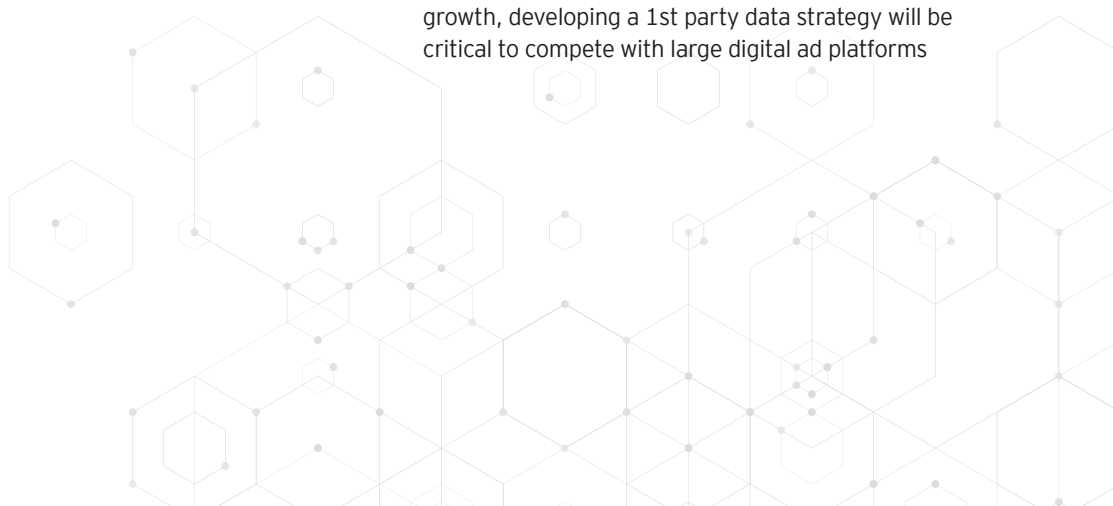 growth, developing a 1st party data strategy will be
critical to compete with large digital ad platforms